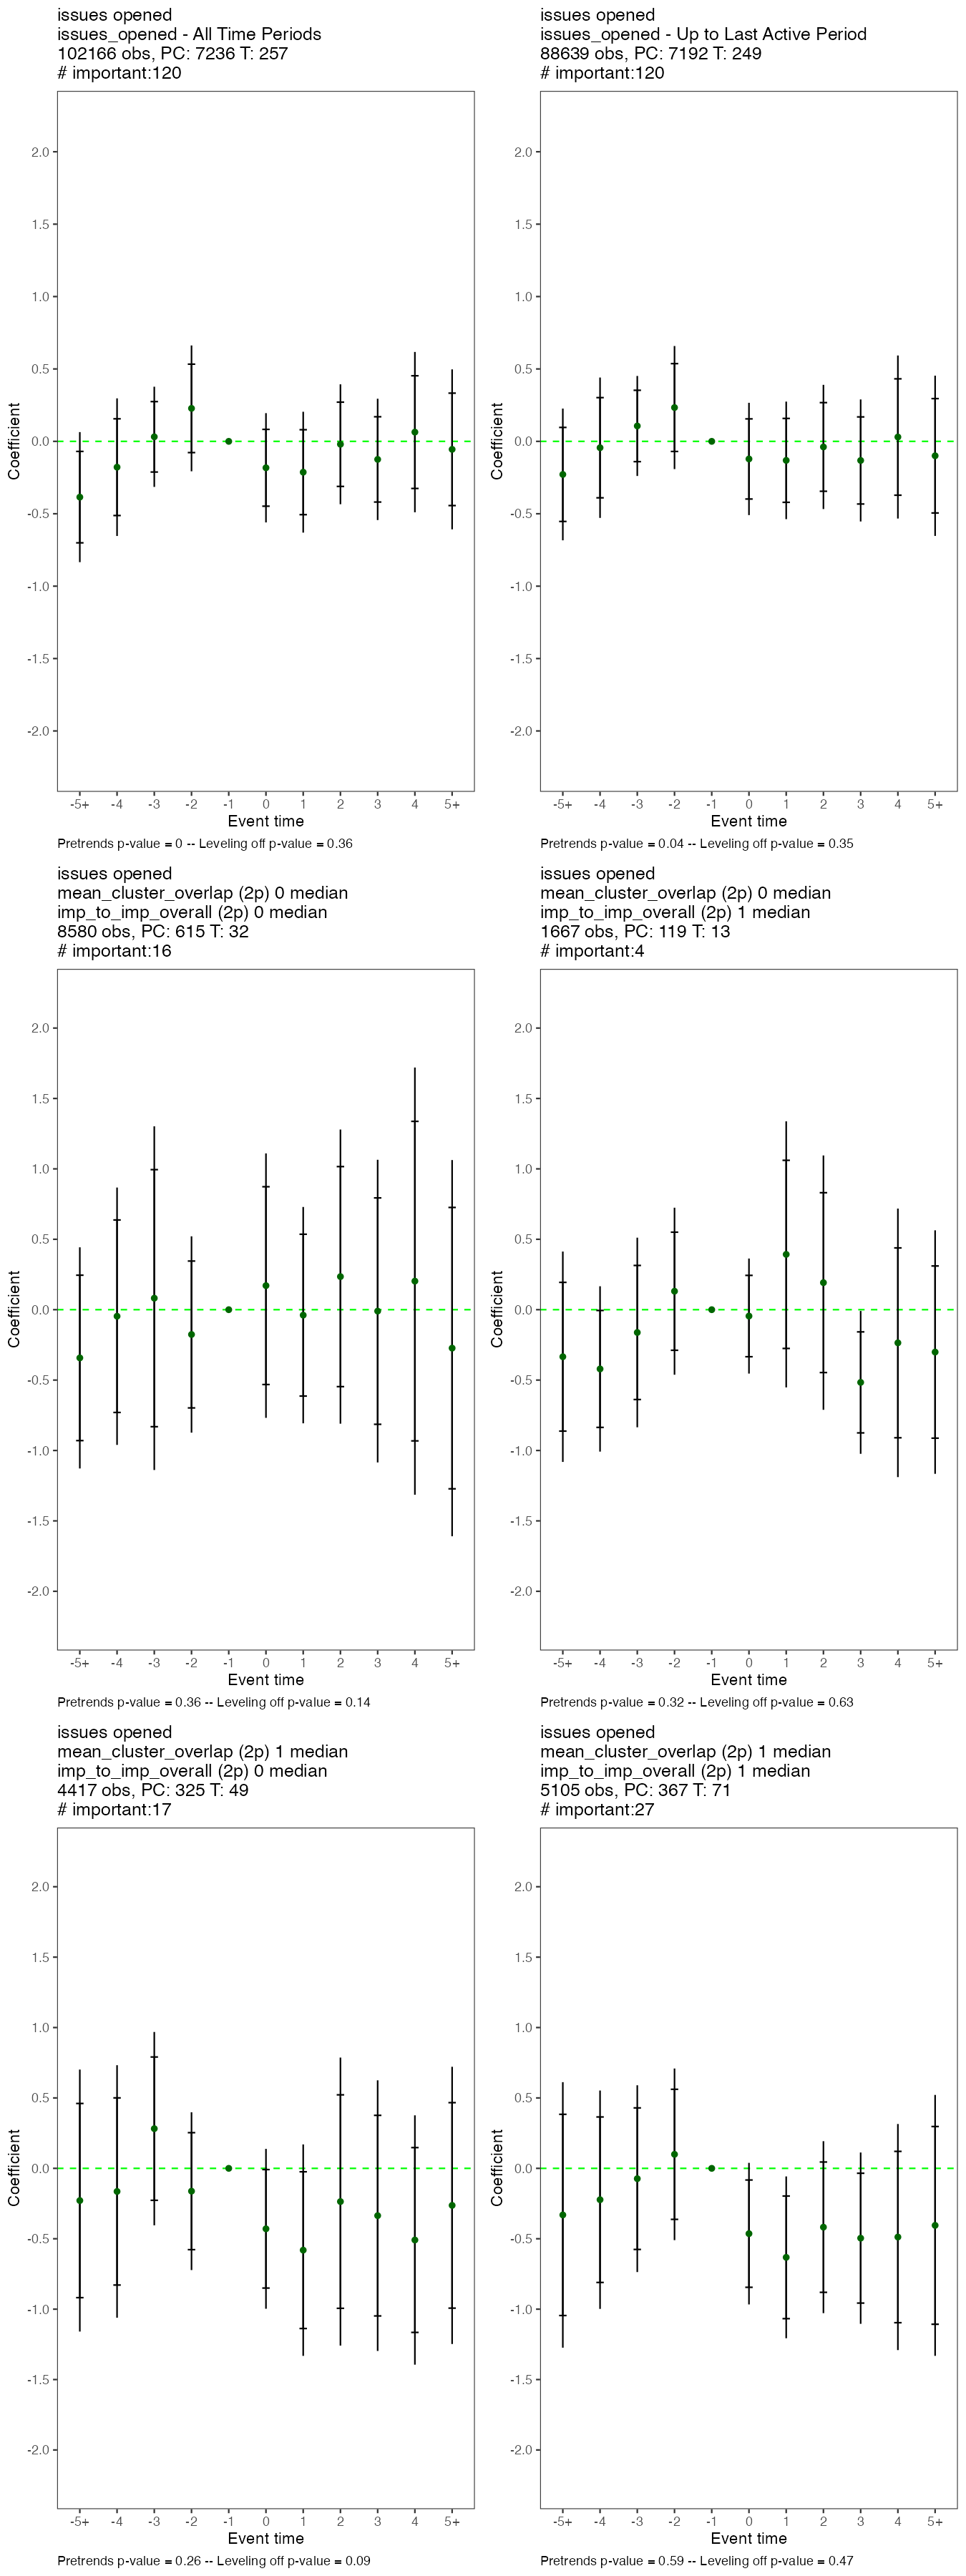 issues opened
issues_opened - All Time Periods
102166 obs, PC: 7236 T: 257
# important:120
2.0
1.5
1.0
0.5
0.0
-0.5
-1.0
-1.5
-2.0
Coefficient
-5+ -4 -3 -2 -1 0 1 2 3 4 5+
Event time
Pretrends p-value = 0 -- Leveling off p-value = 0.36
issues opened
issues_opened - Up to Last Active Period
88639 obs, PC: 7192 T: 249
# important:120
2.0
1.5
1.0
0.5
0.0
-0.5
-1.0
-1.5
-2.0
Coefficient
-5+ -4 -3 -2 -1 0 1 2 3 4 5+
Event time
Pretrends p-value = 0.04 -- Leveling off p-value = 0.35
issues opened
mean_cluster_overlap (2p) 0 median
imp_to_imp_overall (2p) 0 median
8580 obs, PC: 615 T: 32
# important:16
2.0
1.5
1.0
0.5
0.0
-0.5
-1.0
-1.5
-2.0
Coefficient
-5+ -4 -3 -2 -1 0 1 2 3 4 5+
Event time
Pretrends p-value = 0.36 -- Leveling off p-value = 0.14
issues opened
mean_cluster_overlap (2p) 0 median
imp_to_imp_overall (2p) 1 median
1667 obs, PC: 119 T: 13
# important:4
2.0
1.5
1.0
0.5
0.0
-0.5
-1.0
-1.5
-2.0
Coefficient
-5+ -4 -3 -2 -1 0 1 2 3 4 5+
Event time
Pretrends p-value = 0.32 -- Leveling off p-value = 0.63
issues opened
mean_cluster_overlap (2p) 1 median
imp_to_imp_overall (2p) 0 median
4417 obs, PC: 325 T: 49
# important:17
2.0
1.5
1.0
0.5
0.0
-0.5
-1.0
-1.5
-2.0
Coefficient
-5+ -4 -3 -2 -1 0 1 2 3 4 5+
Event time
Pretrends p-value = 0.26 -- Leveling off p-value = 0.09
issues opened
mean_cluster_overlap (2p) 1 median
imp_to_imp_overall (2p) 1 median
5105 obs, PC: 367 T: 71
# important:27
2.0
1.5
1.0
0.5
0.0
-0.5
-1.0
-1.5
-2.0
Coefficient
-5+ -4 -3 -2 -1 0 1 2 3 4 5+
Event time
Pretrends p-value = 0.59 -- Leveling off p-value = 0.47